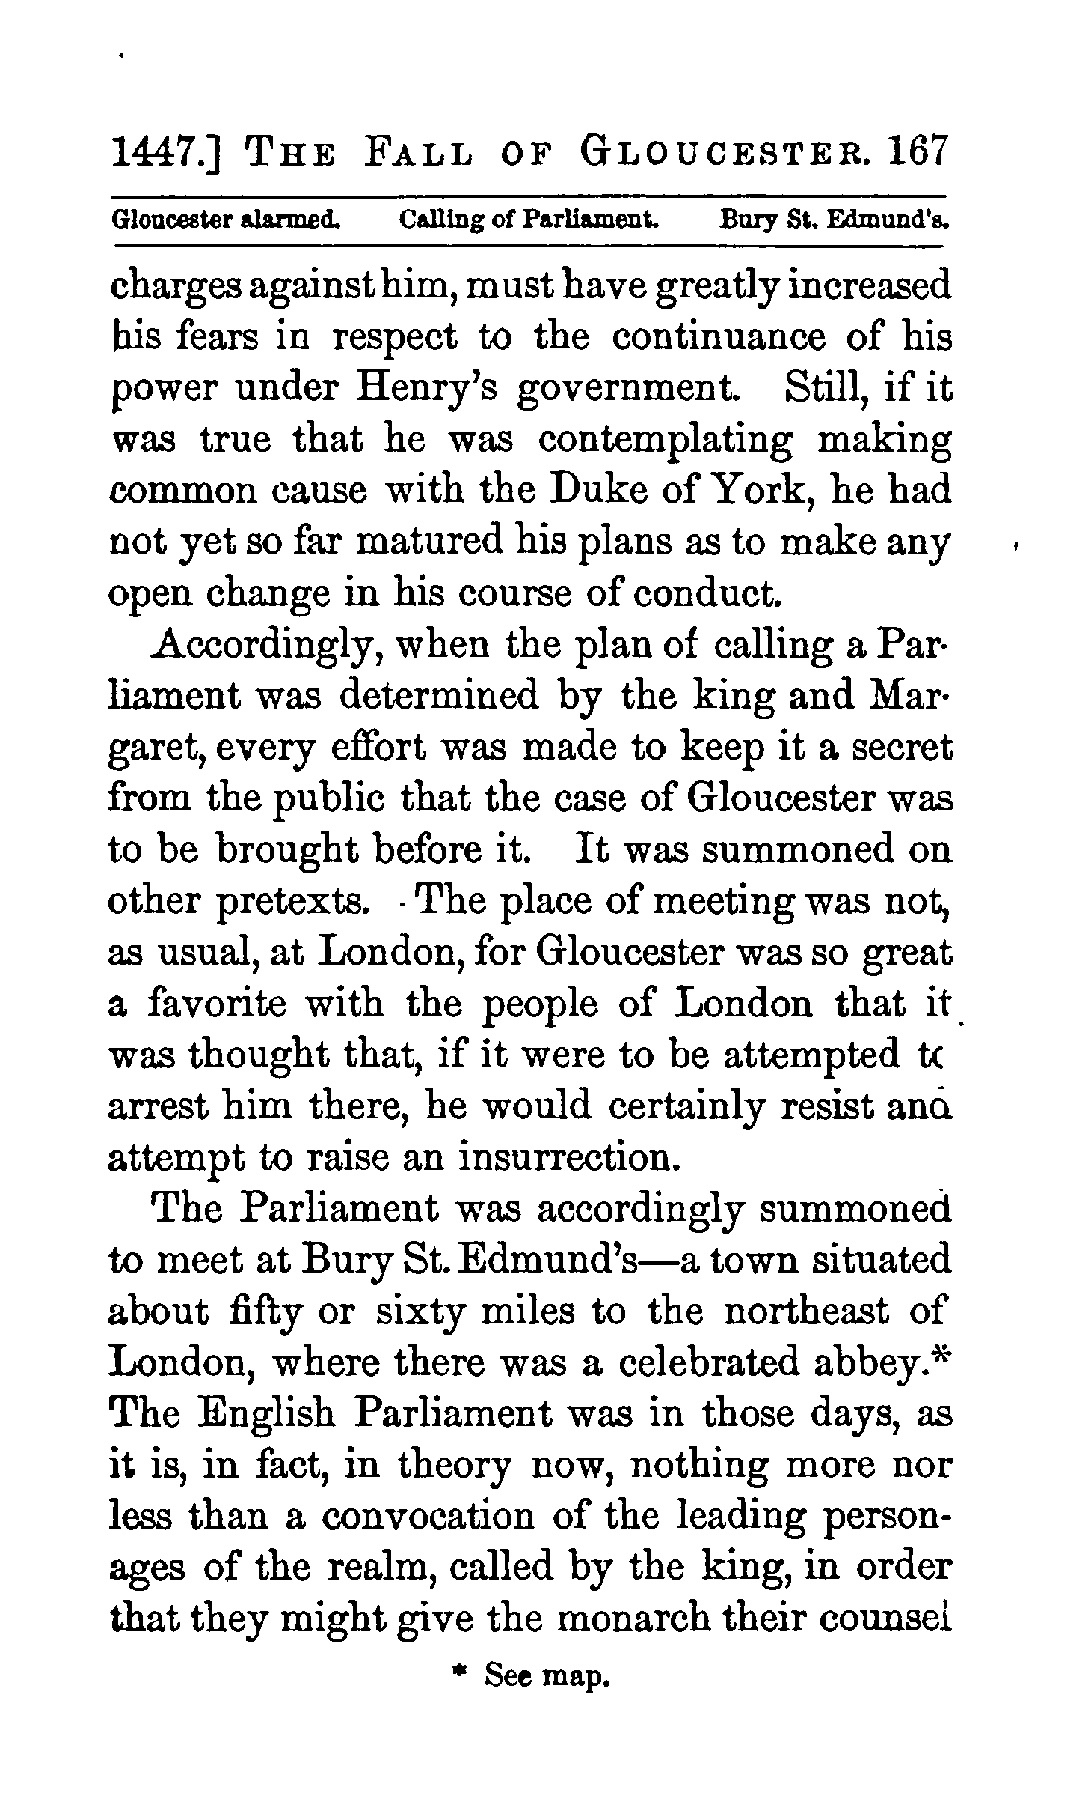 1447.] THE FALL OF GLOUCESTER. 167
Gloucester alarmed. Calling of Parliament. Bury St. Edmund's.
charges against him, must have greatly increased
his fears in respect to the continuance of his
power under Henry's government. Still, if it
was true that he was contemplating making
common cause with the Duke of York, he had
not yet so far matured his plans as to make any
open change in his course of conduct.
Accordingly, when the plan of calling a Par-
liament was determined by the king and Mar-
garet, every effort was made to keep it a secret
from the public that the case of Gloucester was
to be brought before it. It was summoned on
other pretexts. The place of meeting was not,
as usual, at London, for Gloucester was so great
a favorite with the people of London that it
was thought that, if it were to be attempted to
arrest him there, he would certainly resist and
attempt to raise an insurrection.
The Parliament was accordingly summoned
to meet at Bury St. Edmund's—a town situated
about fifty or sixty miles to the northeast of
London, where there was a celebrated abbey.*
The English Parliament was in those days, as
it is, in fact, in theory now, nothing more nor
less than a convocation of the leading person-
ages of the realm, called by the king, in order
that they might give the monarch their counsel
* See map.